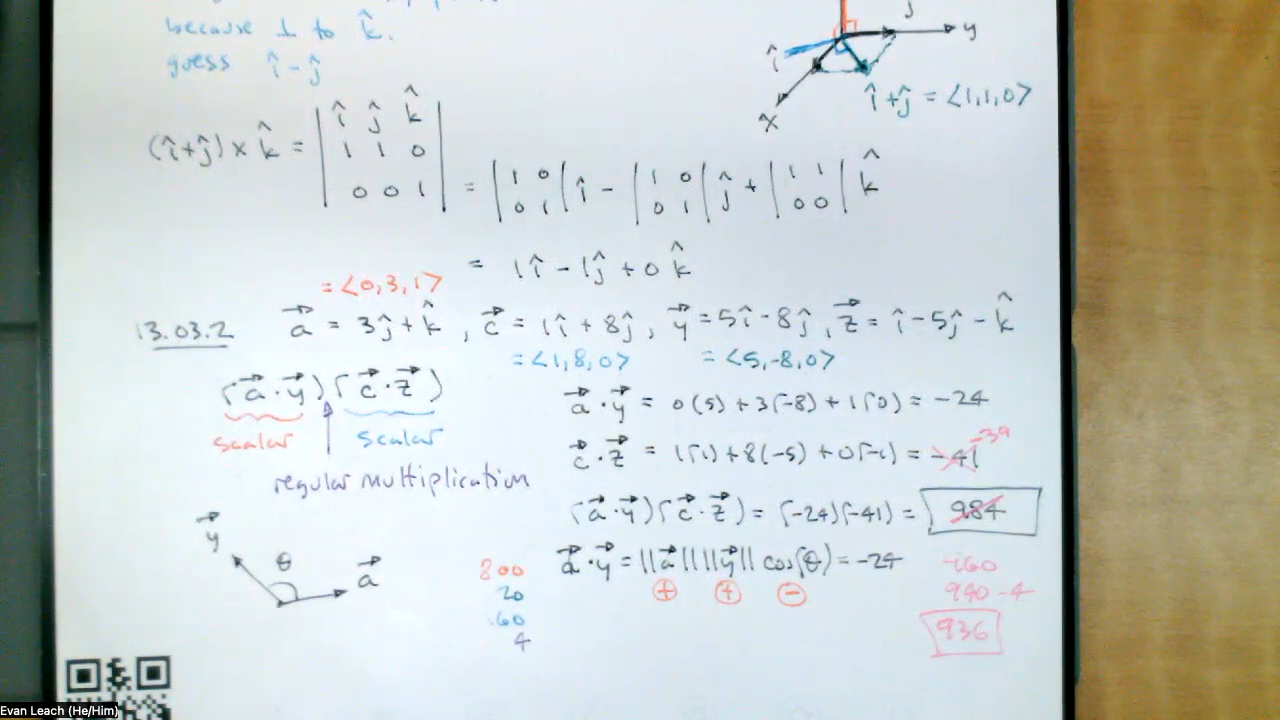 because ⊥ to k̂.
guess î - ĵ
j
y
î
x
î + ĵ = <1,1,0>
(î+ĵ) × k̂ = | î ĵ k̂ |
| 1 1 0 |
| 0 0 1 |
= | 1 0 | î - | 1 0 | ĵ + | 1 1 | k̂
| 0 1 | | 0 1 | | 0 0 |
= 1î - 1ĵ + 0k̂
= <0,3,1>
13.03.2 a⃗ = 3ĵ + k̂ , c⃗ = 1î + 8ĵ , y⃗ = 5î - 8ĵ , z⃗ = î - 5ĵ - k̂
= <1,8,0> = <5,-8,0>
(a⃗ · y⃗)(c⃗ · z⃗)
scalar scalar
regular multiplication
a⃗ · y⃗ = 0(5) + 3(-8) + 1(0) = -24
c⃗ · z⃗ = 1(1) + 8(-5) + 0(-1) = -41 -39
(a⃗ · y⃗)(c⃗ · z⃗) = (-24)(-41) = 984
a⃗ · y⃗ = ||a⃗|| ||y⃗|| cos(θ) = -24
+ + -
y⃗ θ a⃗
800
20
160
4
960
940 - 4
936
Evan Leach (He/Him)